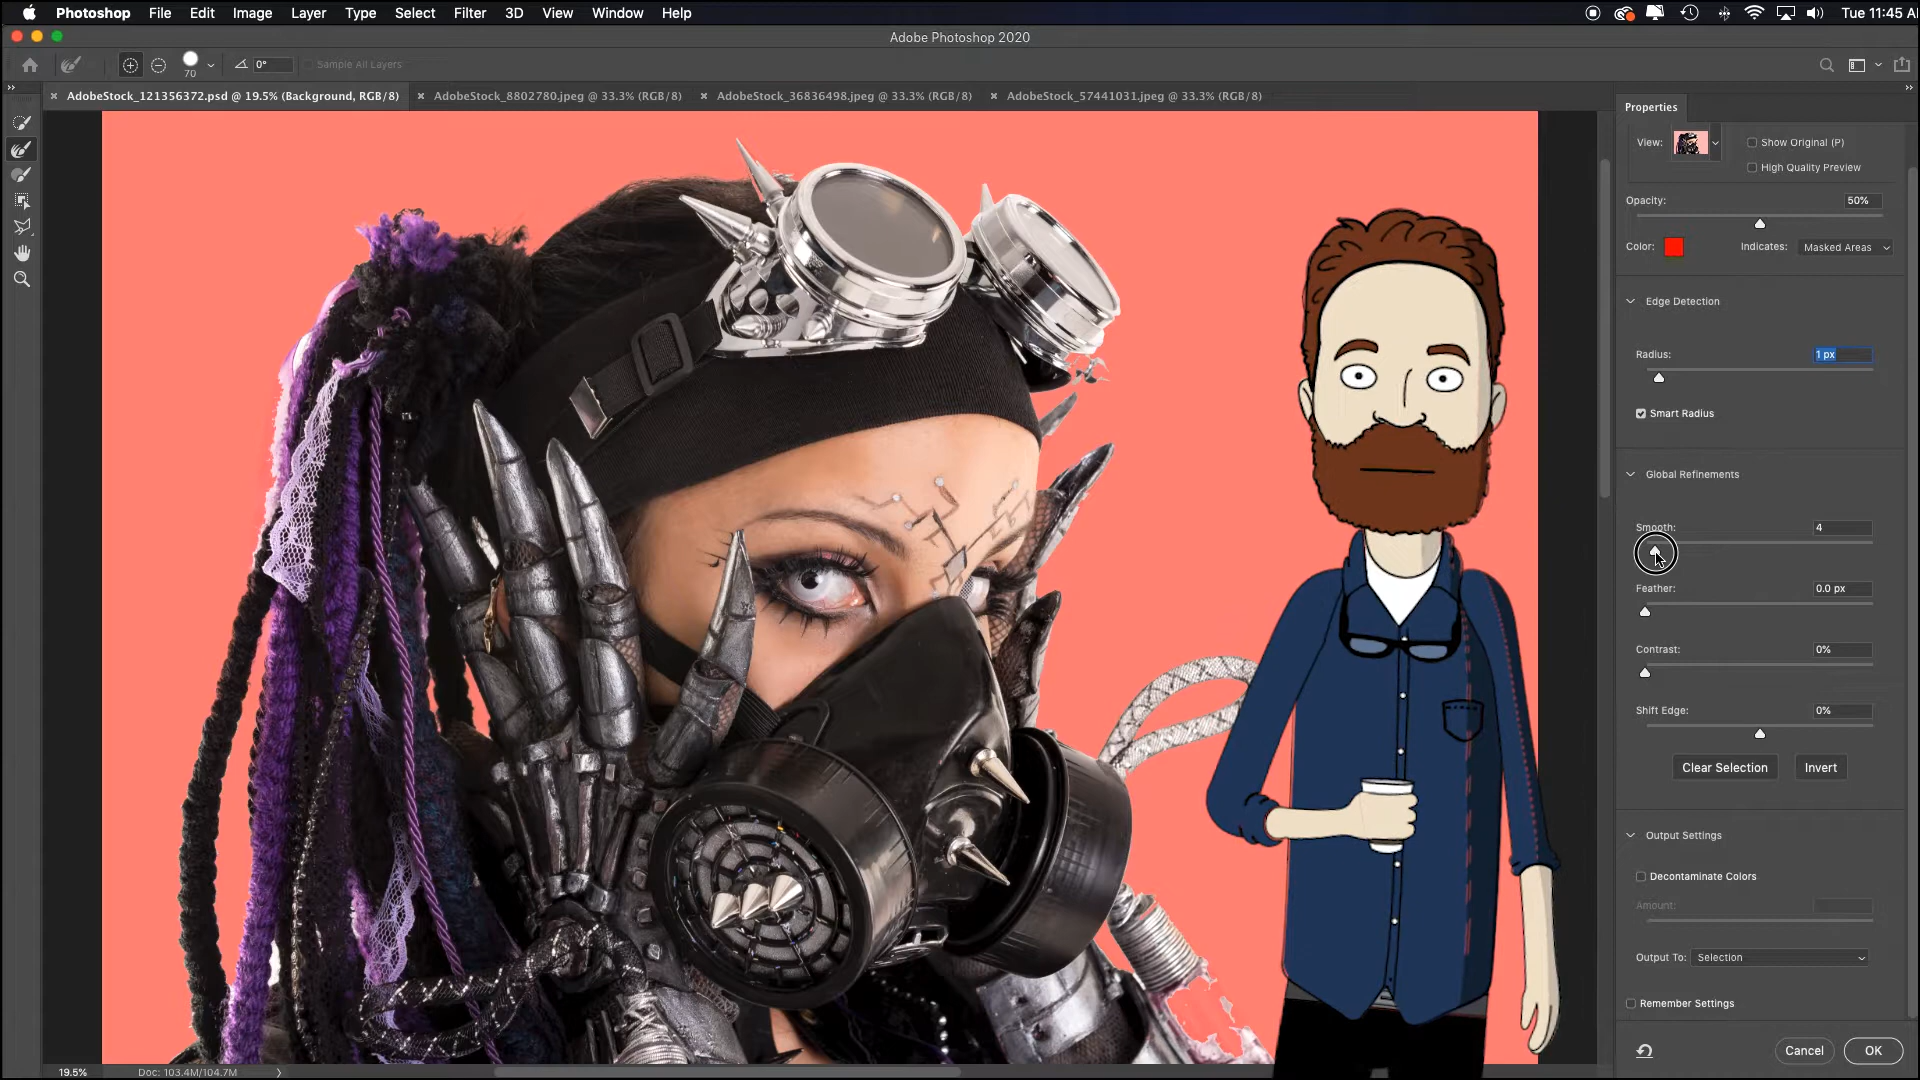 Photoshop File Edit Image Layer Type Select Filter 3D View Window Help Tue 11:45 A
Adobe Photoshop 2020
70 0° Sample All Layers
AdobeStock_121356372.psd @ 19.5% (Background, RGB/8) AdobeStock_8802780.jpeg @ 33.3% (RGB/8) AdobeStock_36836498.jpeg @ 33.3% (RGB/8) AdobeStock_57441031.jpeg @ 33.3% (RGB/8)
Properties
View: Show Original (P)
High Quality Preview
Opacity: 50%
Color: Indicates: Masked Areas
Edge Detection
Radius: 1 px
Smart Radius
Global Refinements
Smooth: 4
Feather: 0.0 px
Contrast: 0%
Shift Edge: 0%
Clear Selection Invert
Output Settings
Decontaminate Colors
Amount:
Output To: Selection
Remember Settings
Cancel OK
19.5% Doc: 103.4M/104.7M